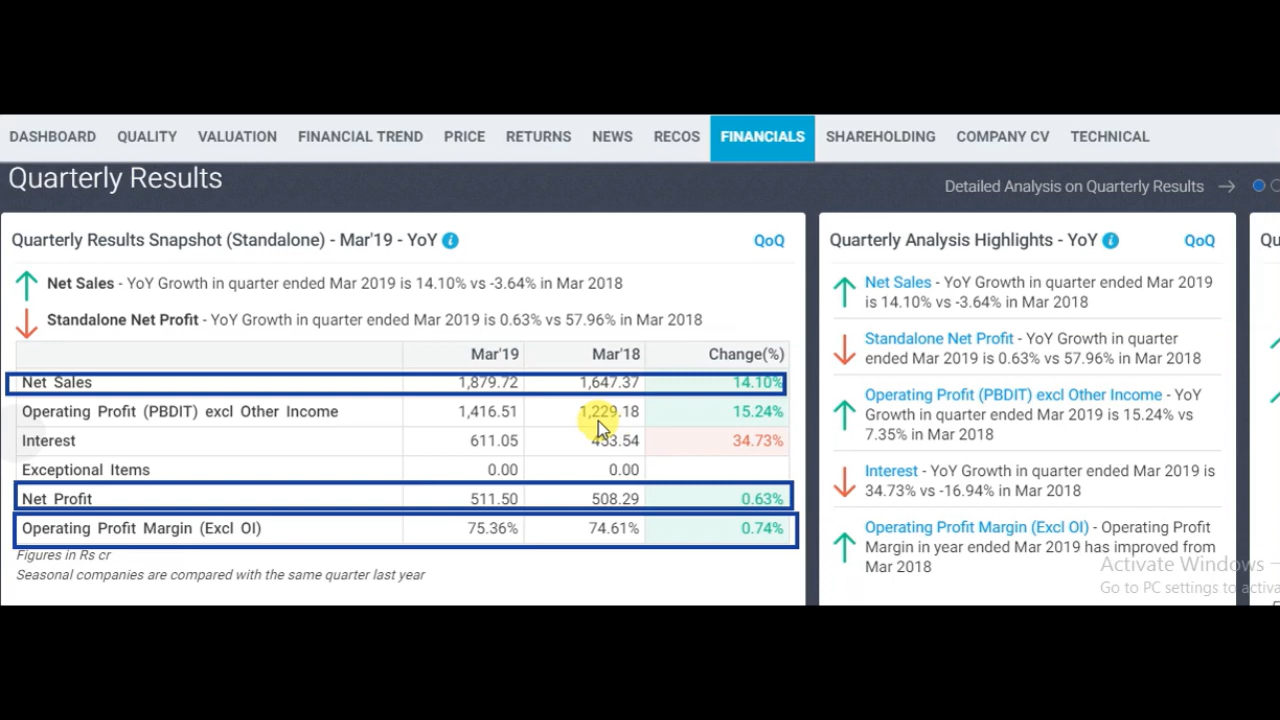 DASHBOARD QUALITY VALUATION FINANCIAL TREND PRICE RETURNS NEWS RECOS FINANCIALS SHAREHOLDING COMPANY CV TECHNICAL
Quarterly Results
Detailed Analysis on Quarterly Results →
Quarterly Results Snapshot (Standalone) - Mar'19 - YoY i QoQ
Net Sales - YoY Growth in quarter ended Mar 2019 is 14.10% vs -3.64% in Mar 2018
Standalone Net Profit - YoY Growth in quarter ended Mar 2019 is 0.63% vs 57.96% in Mar 2018
Mar'19 Mar'18 Change(%)
Net Sales 1,879.72 1,647.37 14.10%
Operating Profit (PBDIT) excl Other Income 1,416.51 1,229.18 15.24%
Interest 611.05 453.54 34.73%
Exceptional Items 0.00 0.00
Net Profit 511.50 508.29 0.63%
Operating Profit Margin (Excl OI) 75.36% 74.61% 0.74%
Figures in Rs cr
Seasonal companies are compared with the same quarter last year
Quarterly Analysis Highlights - YoY i QoQ
Net Sales - YoY Growth in quarter ended Mar 2019
is 14.10% vs -3.64% in Mar 2018
Standalone Net Profit - YoY Growth in quarter
ended Mar 2019 is 0.63% vs 57.96% in Mar 2018
Operating Profit (PBDIT) excl Other Income - YoY
Growth in quarter ended Mar 2019 is 15.24% vs
7.35% in Mar 2018
Interest - YoY Growth in quarter ended Mar 2019 is
34.73% vs -16.94% in Mar 2018
Operating Profit Margin (Excl OI) - Operating Profit
Margin in year ended Mar 2019 has improved from
Mar 2018
Qu
Activate Windows
Go to PC settings to activa